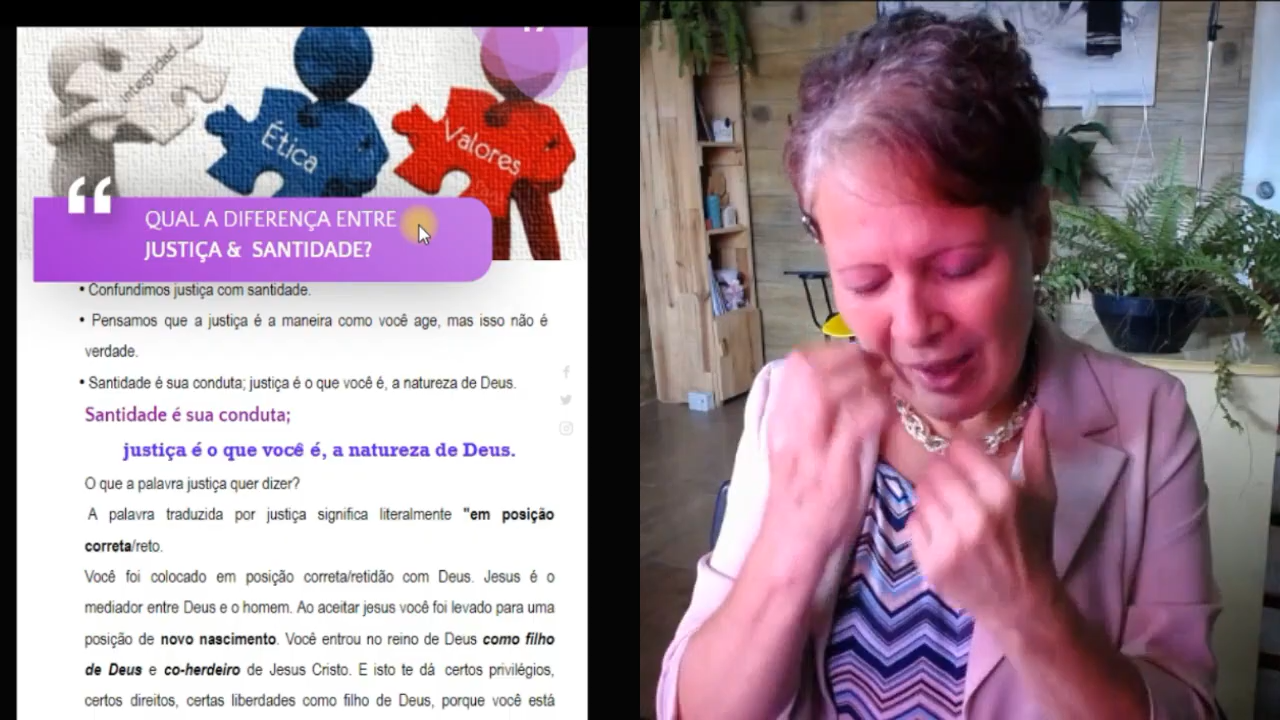 Integridad
Ética
Valores
“
QUAL A DIFERENÇA ENTRE
JUSTIÇA & SANTIDADE?
• Confundimos justiça com santidade.
• Pensamos que a justiça é a maneira como você age, mas isso não é
verdade.
• Santidade é sua conduta; justiça é o que você é, a natureza de Deus.
Santidade é sua conduta;
justiça é o que você é, a natureza de Deus.
O que a palavra justiça quer dizer?
A palavra traduzida por justiça significa literalmente "em posição
correta/reto.
Você foi colocado em posição correta/retidão com Deus. Jesus é o
mediador entre Deus e o homem. Ao aceitar jesus você foi levado para uma
posição de novo nascimento. Você entrou no reino de Deus como filho
de Deus e co-herdeiro de Jesus Cristo. E isto te dá certos privilégios,
certos direitos, certas liberdades como filho de Deus, porque você está